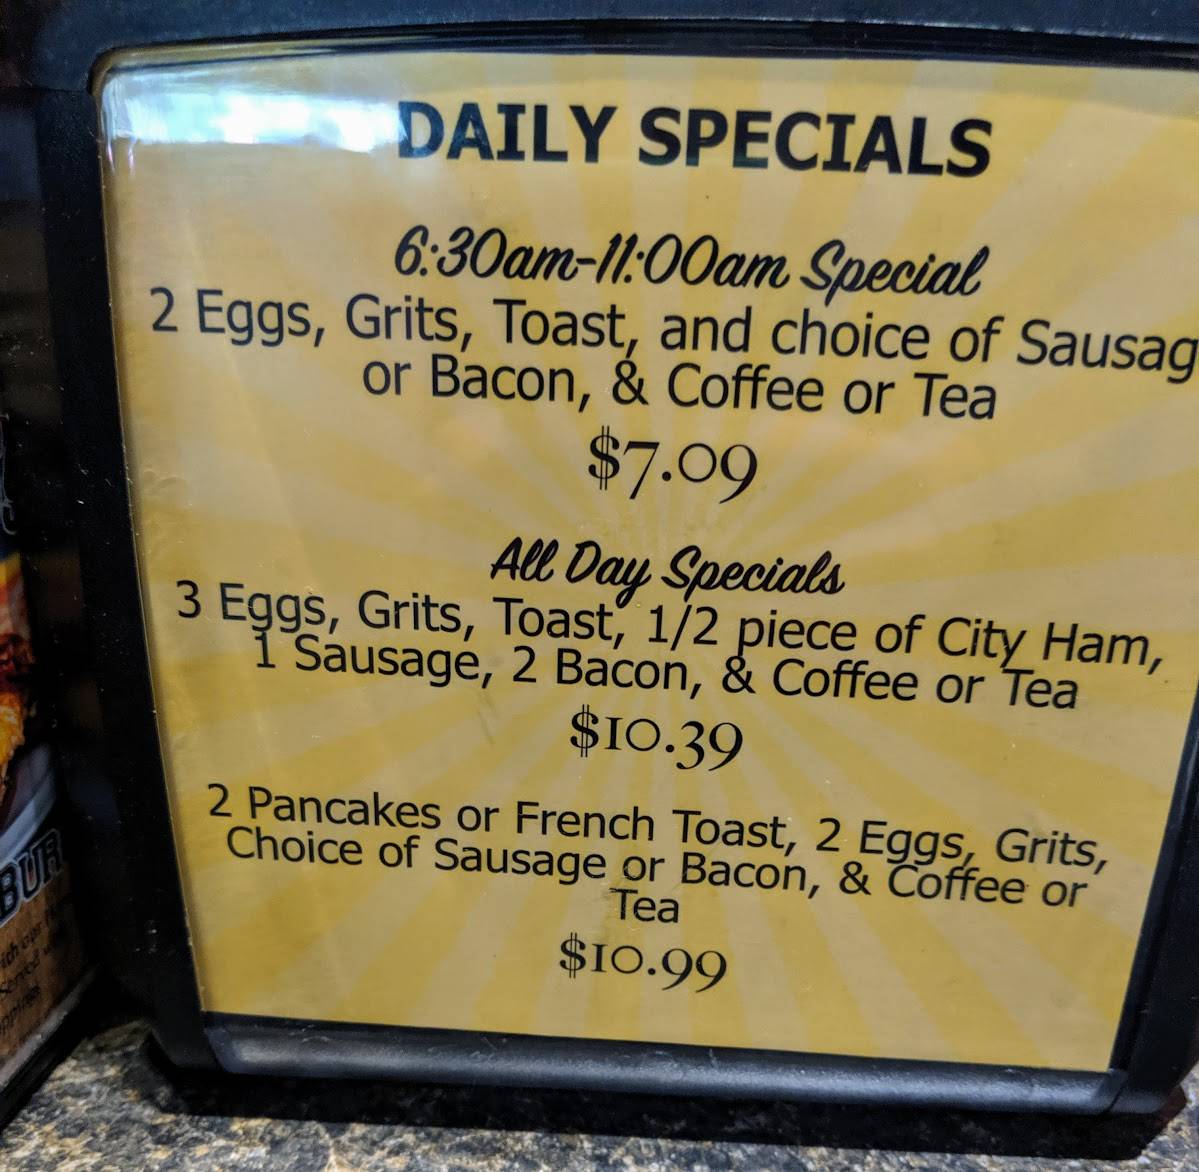 DAILY SPECIALS
6:30am-11:00am Special
2 Eggs, Grits, Toast, and choice of Sausag
or Bacon, & Coffee or Tea
$7.09
All Day Specials
3 Eggs, Grits, Toast, 1/2 piece of City Ham,
1 Sausage, 2 Bacon, & Coffee or Tea
$10.39
2 Pancakes or French Toast, 2 Eggs, Grits,
Choice of Sausage or Bacon, & Coffee or
Tea
$10.99
BUR